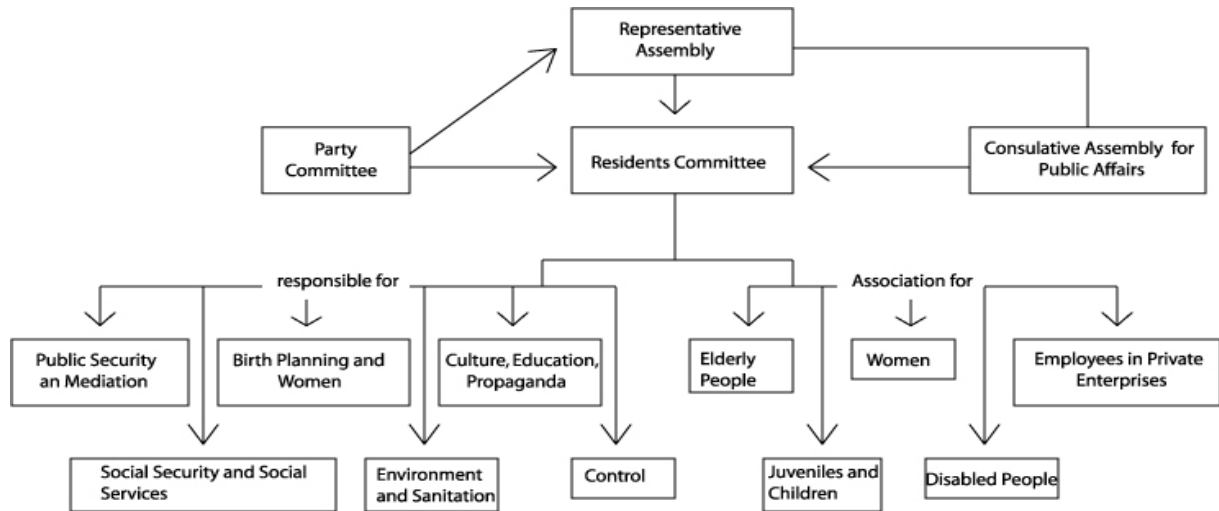 Representative
Assembly
Party
Committee
Residents Committee
Consulative Assembly for
Public Affairs
responsible for
Association for
Public Security
an Mediation
Birth Planning and
Women
Culture, Education,
Propaganda
Elderly
People
Women
Employees in Private
Enterprises
Social Security and Social
Services
Environment
and Sanitation
Control
Juveniles and
Children
Disabled People